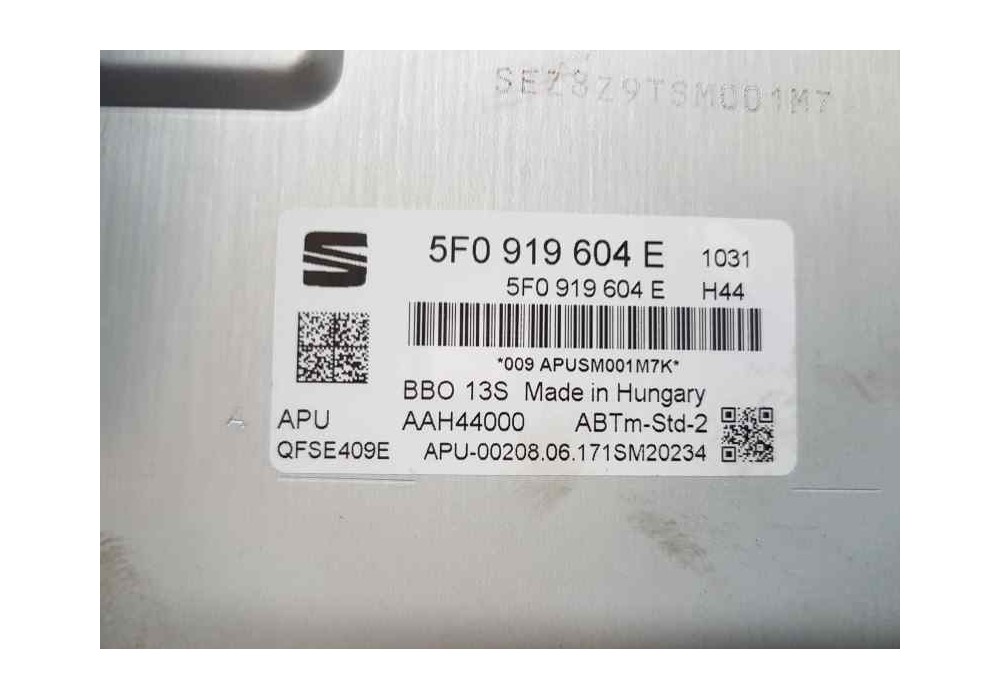 SEZ8Z9TSM001M7
5F0 919 604 E 1031
5F0 919 604 E H44
*009 APUSM001M7K*
BBO 13S Made in Hungary
APU AAH44000 ABTm-Std-2
QFSE409E APU-00208.06.171SM20234
A